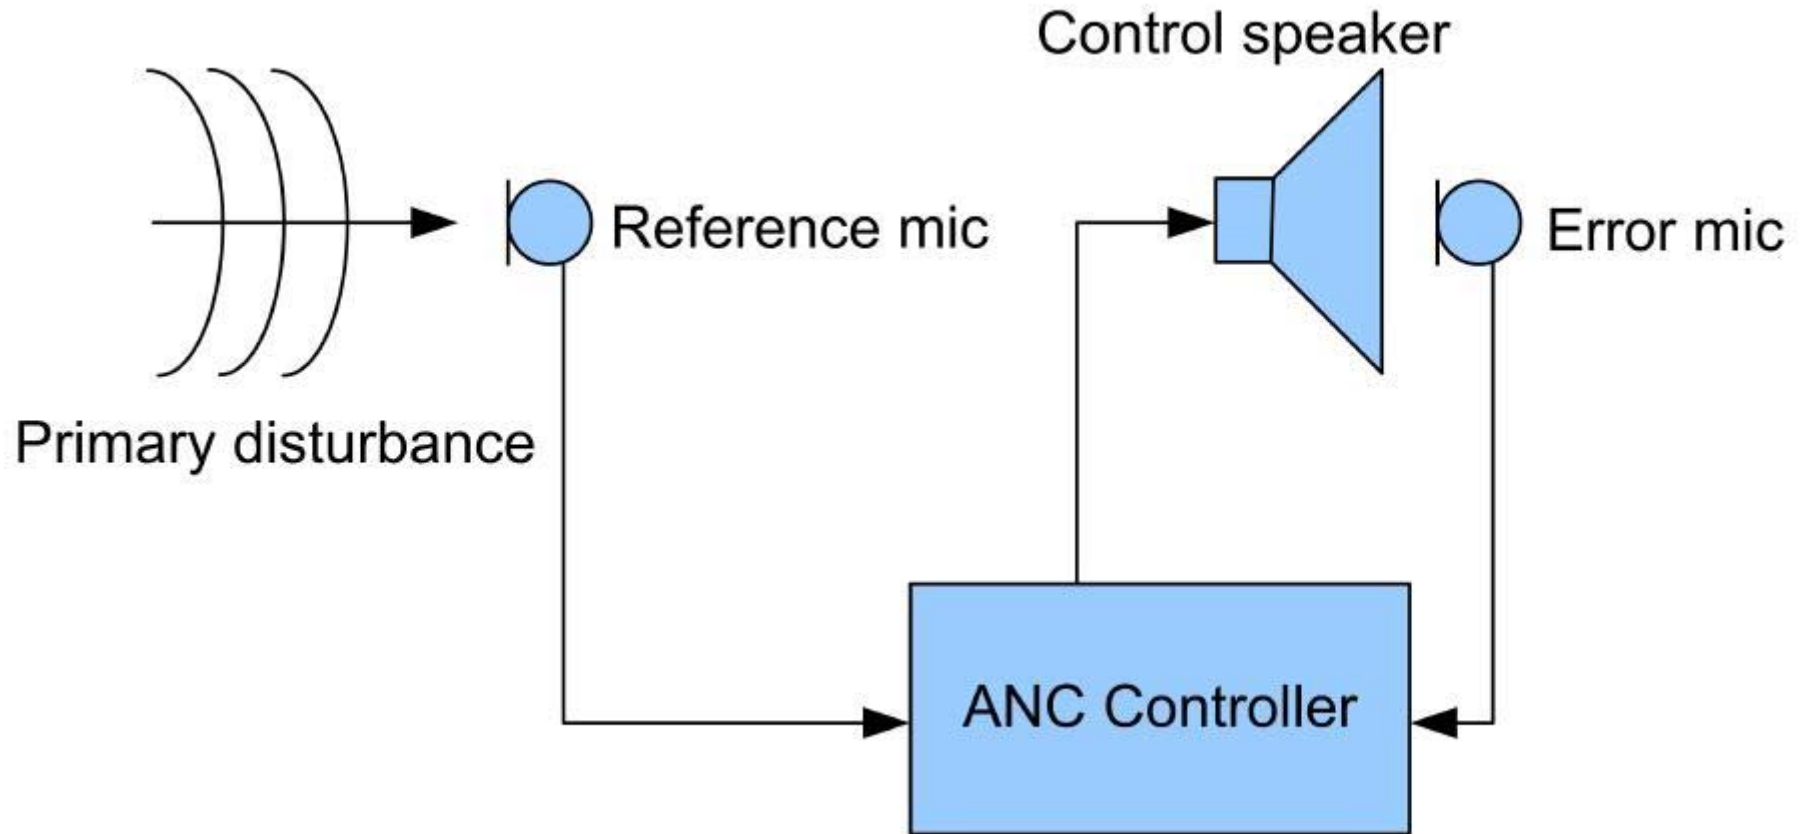 Control speaker
Reference mic
Error mic
Primary disturbance
ANC Controller